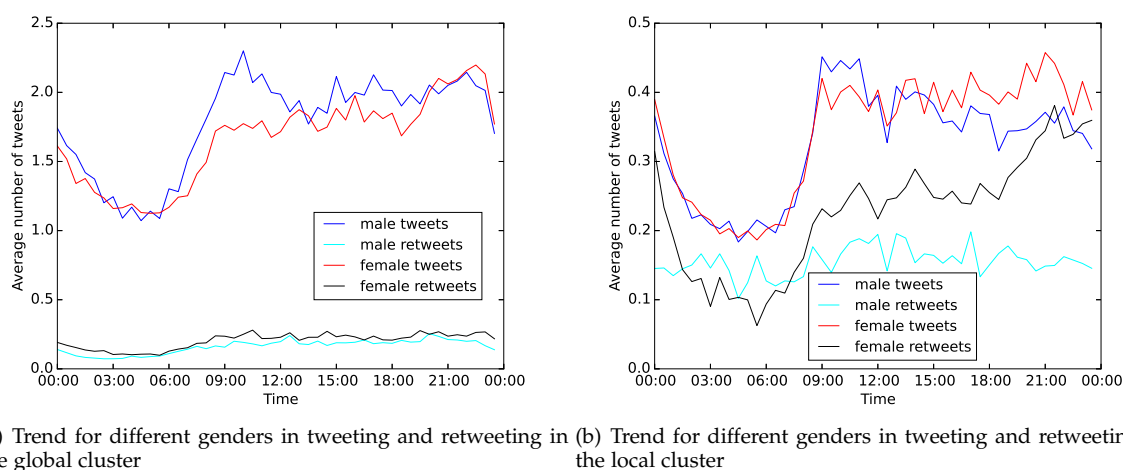 2.5
2.0
1.5
1.0
0.5
0.0
Average number of tweets
male tweets
male retweets
female tweets
female retweets
00:00 03:00 06:00 09:00 12:00 15:00 18:00 21:00 00:00
Time
0.5
0.4
0.3
0.2
0.1
0.0
Average number of tweets
male tweets
male retweets
female tweets
female retweets
00:00 03:00 06:00 09:00 12:00 15:00 18:00 21:00 00:00
Time
) Trend for different genders in tweeting and retweeting in
e global cluster
(b) Trend for different genders in tweeting and retweetin
the local cluster